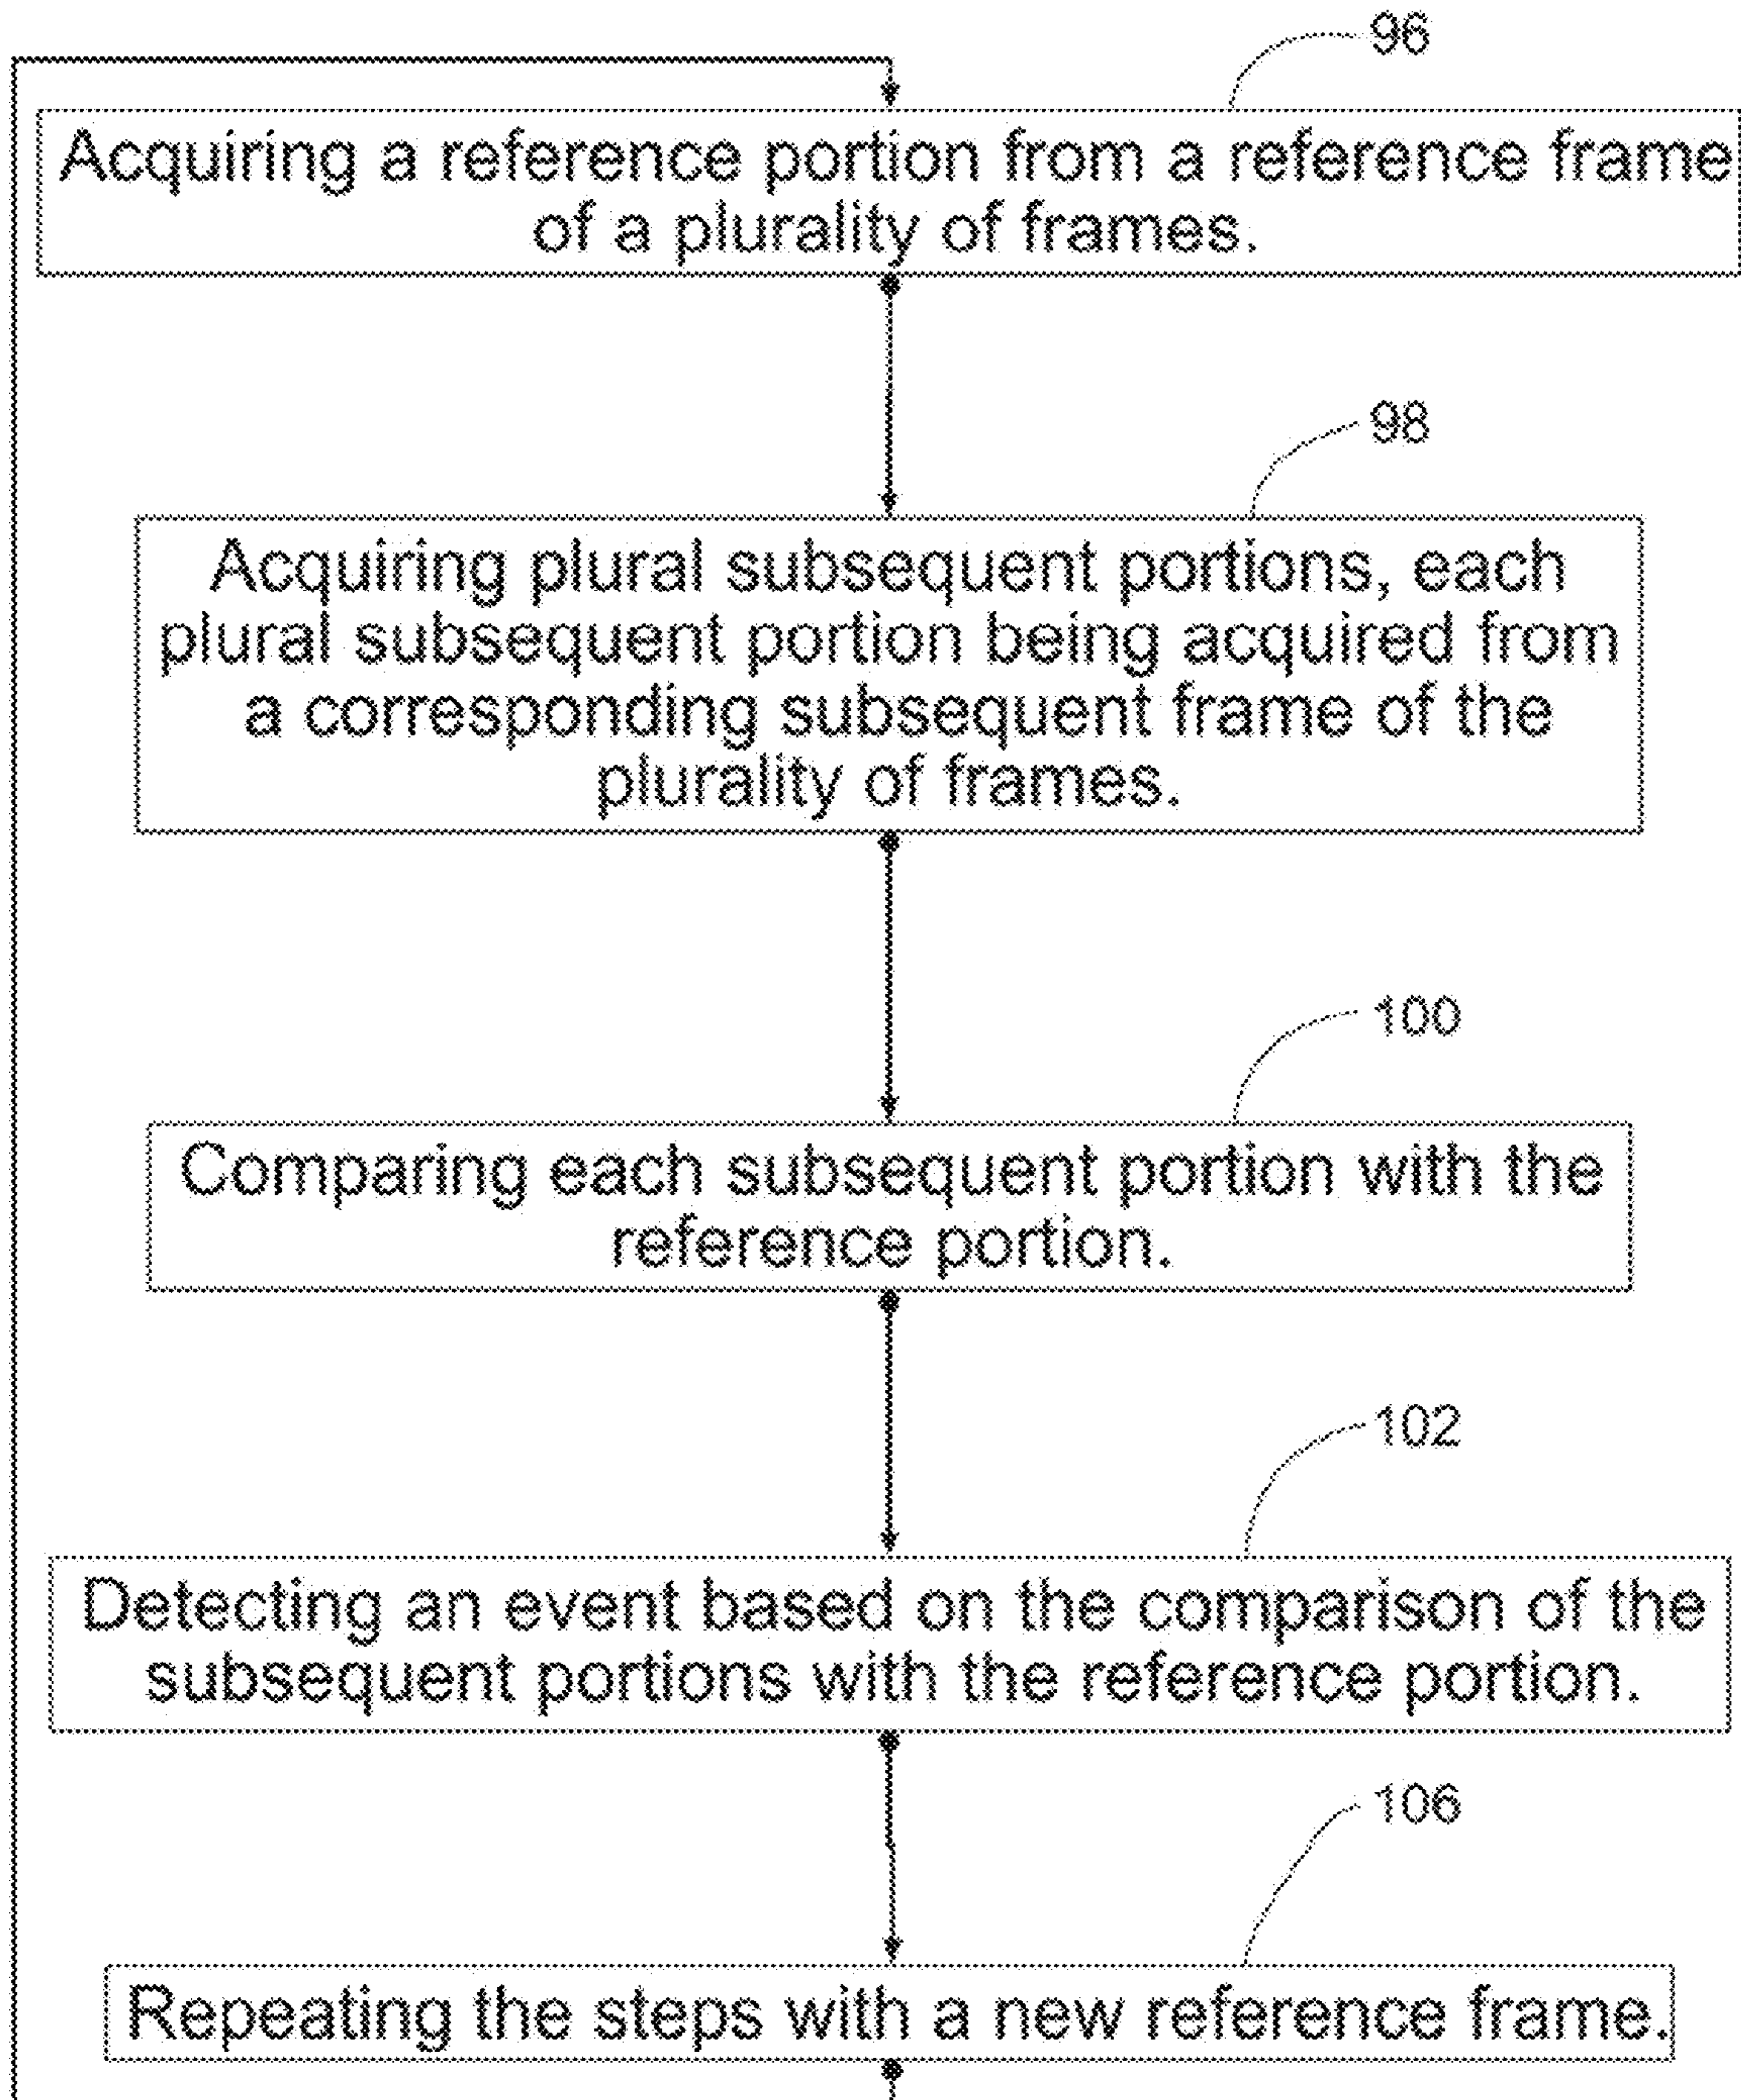 96
Acquiring a reference portion from a reference frame
of a plurality of frames.
98
Acquiring plural subsequent portions, each
plural subsequent portion being acquired from
a corresponding subsequent frame of the
plurality of frames.
100
Comparing each subsequent portion with the
reference portion.
102
Detecting an event based on the comparison of the
subsequent portions with the reference portion.
106
Repeating the steps with a new reference frame.